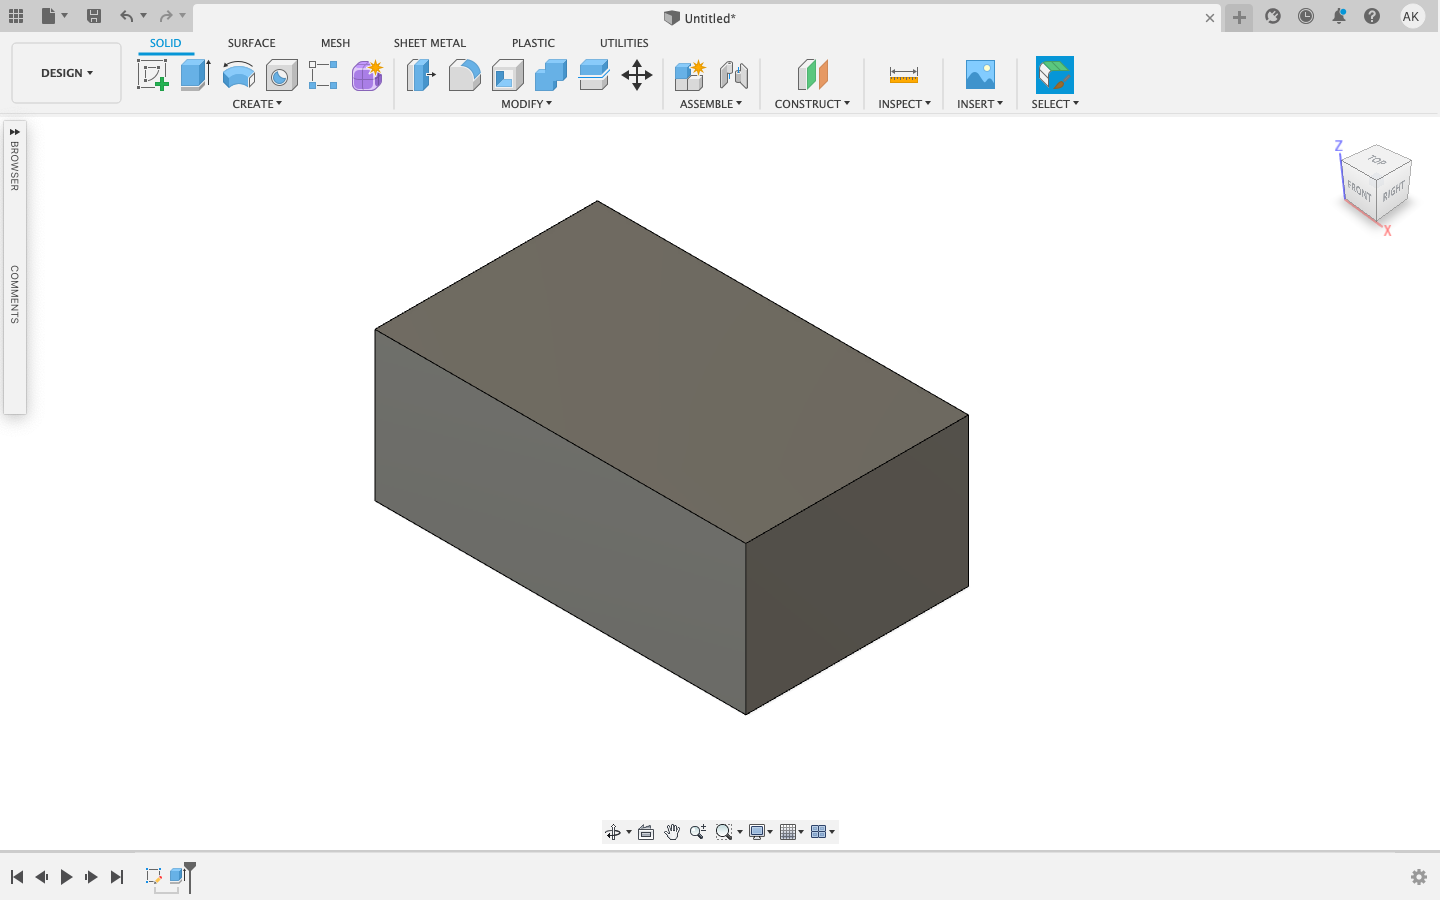 Untitled*
AK
DESIGN
SOLID
SURFACE
MESH
SHEET METAL
PLASTIC
UTILITIES
CREATE
MODIFY
ASSEMBLE
CONSTRUCT
INSPECT
INSERT
SELECT
BROWSER
COMMENTS
Z
TOP
FRONT
RIGHT
X